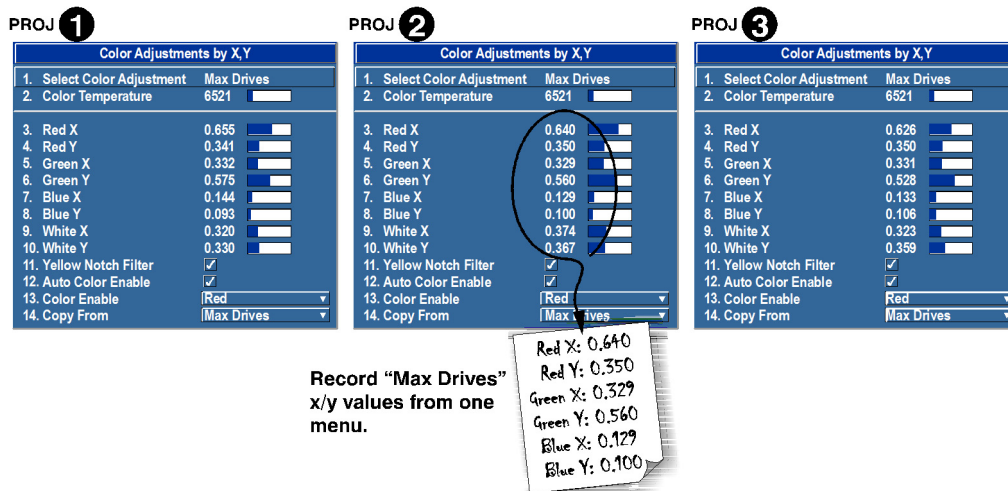 PROJ 1
Color Adjustments by X,Y
1. Select Color Adjustment Max Drives
2. Color Temperature 6521
3. Red X 0.655
4. Red Y 0.341
5. Green X 0.332
6. Green Y 0.575
7. Blue X 0.144
8. Blue Y 0.093
9. White X 0.320
10. White Y 0.330
11. Yellow Notch Filter
12. Auto Color Enable
13. Color Enable Red
14. Copy From Max Drives
PROJ 2
Color Adjustments by X,Y
1. Select Color Adjustment Max Drives
2. Color Temperature 6521
3. Red X 0.640
4. Red Y 0.350
5. Green X 0.329
6. Green Y 0.560
7. Blue X 0.129
8. Blue Y 0.100
9. White X 0.374
10. White Y 0.367
11. Yellow Notch Filter
12. Auto Color Enable
13. Color Enable Red
14. Copy From Max Drives
PROJ 3
Color Adjustments by X,Y
1. Select Color Adjustment Max Drives
2. Color Temperature 6521
3. Red X 0.626
4. Red Y 0.350
5. Green X 0.331
6. Green Y 0.528
7. Blue X 0.133
8. Blue Y 0.106
9. White X 0.323
10. White Y 0.359
11. Yellow Notch Filter
12. Auto Color Enable
13. Color Enable Red
14. Copy From Max Drives
Record “Max Drives”
x/y values from one
menu.
Red X: 0.640
Red Y: 0.350
Green X: 0.329
Green Y: 0.560
Blue X: 0.129
Blue Y: 0.100